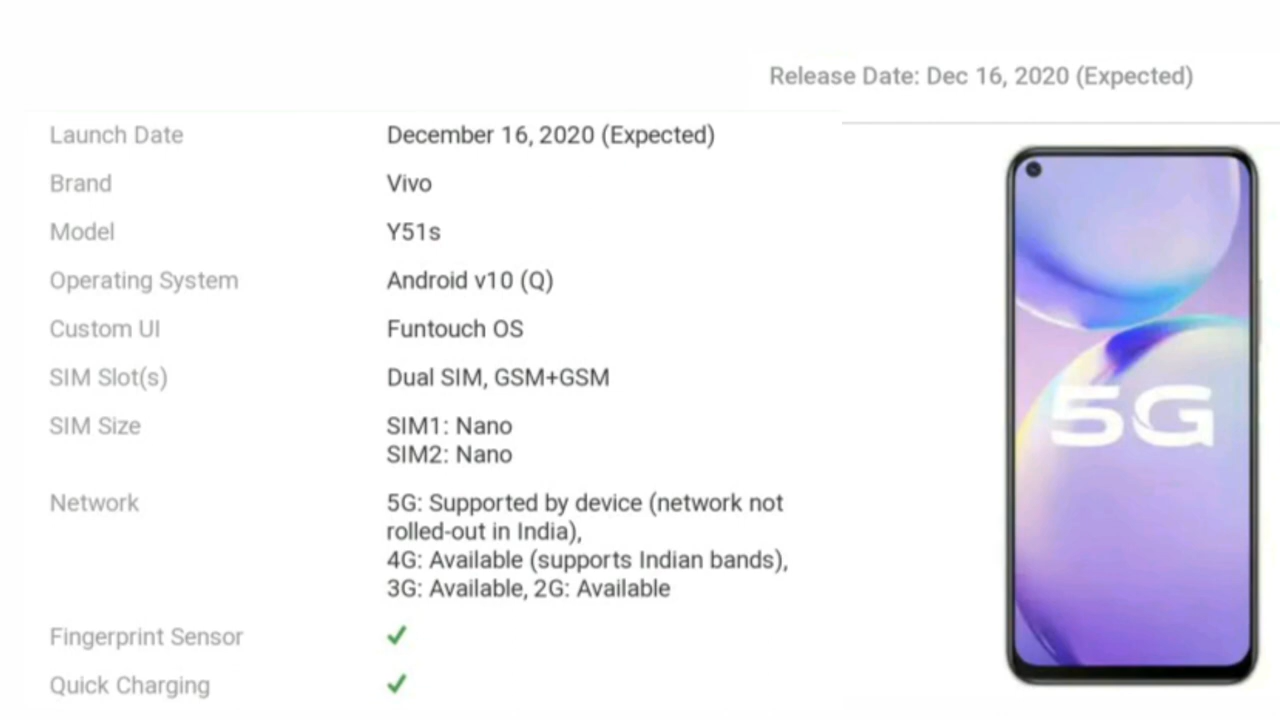 Release Date: Dec 16, 2020 (Expected)
Launch Date December 16, 2020 (Expected)
Brand Vivo
Model Y51s
Operating System Android v10 (Q)
Custom UI Funtouch OS
SIM Slot(s) Dual SIM, GSM+GSM
SIM Size SIM1: Nano
SIM2: Nano
Network 5G: Supported by device (network not
rolled-out in India),
4G: Available (supports Indian bands),
3G: Available, 2G: Available
Fingerprint Sensor
Quick Charging
5G